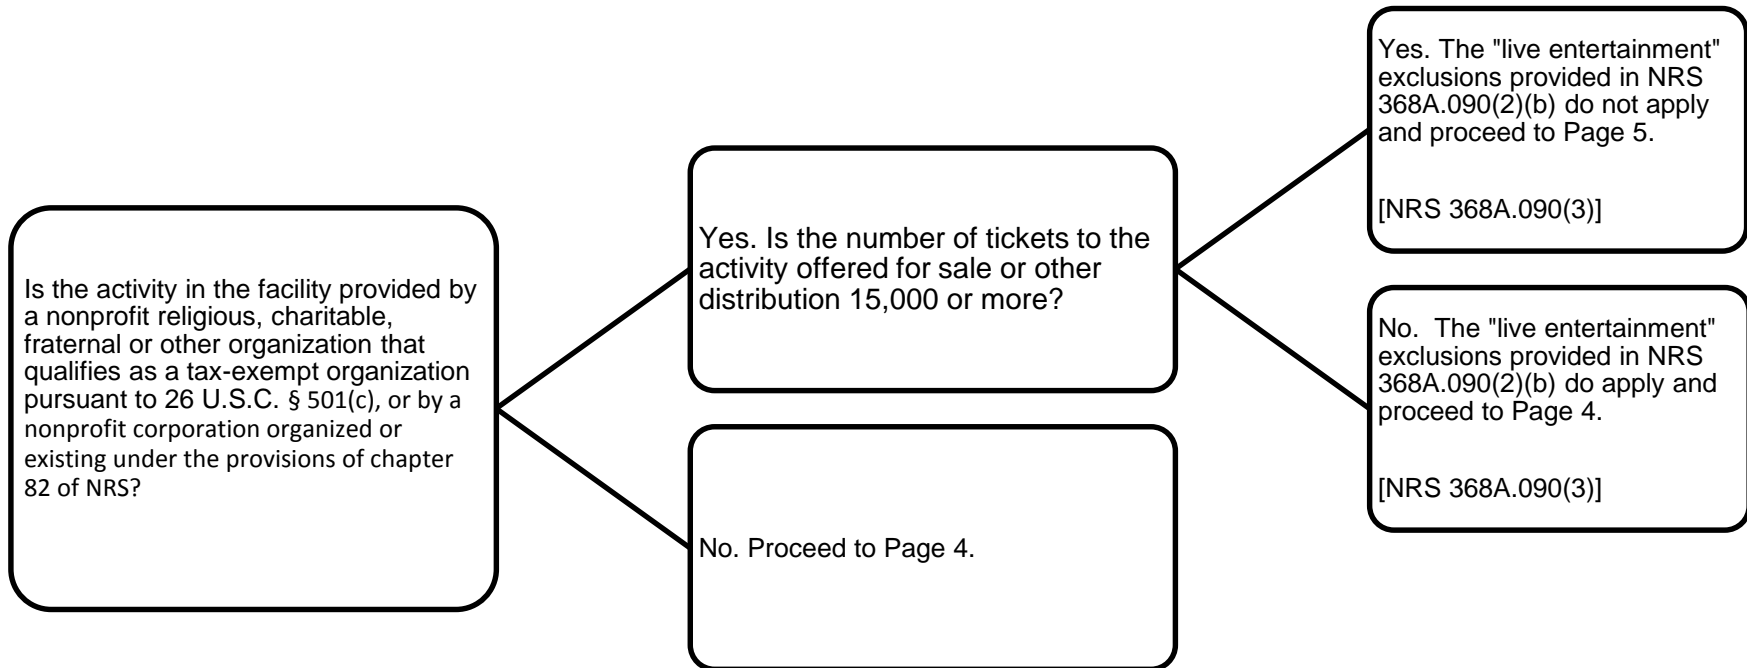 Is the activity in the facility provided by
a nonprofit religious, charitable,
fraternal or other organization that
qualifies as a tax-exempt organization
pursuant to 26 U.S.C. § 501(c), or by a
nonprofit corporation organized or
existing under the provisions of chapter
82 of NRS?
Yes. Is the number of tickets to the
activity offered for sale or other
distribution 15,000 or more?
No. Proceed to Page 4.
Yes. The "live entertainment"
exclusions provided in NRS
368A.090(2)(b) do not apply
and proceed to Page 5.
[NRS 368A.090(3)]
No. The "live entertainment"
exclusions provided in NRS
368A.090(2)(b) do apply and
proceed to Page 4.
[NRS 368A.090(3)]